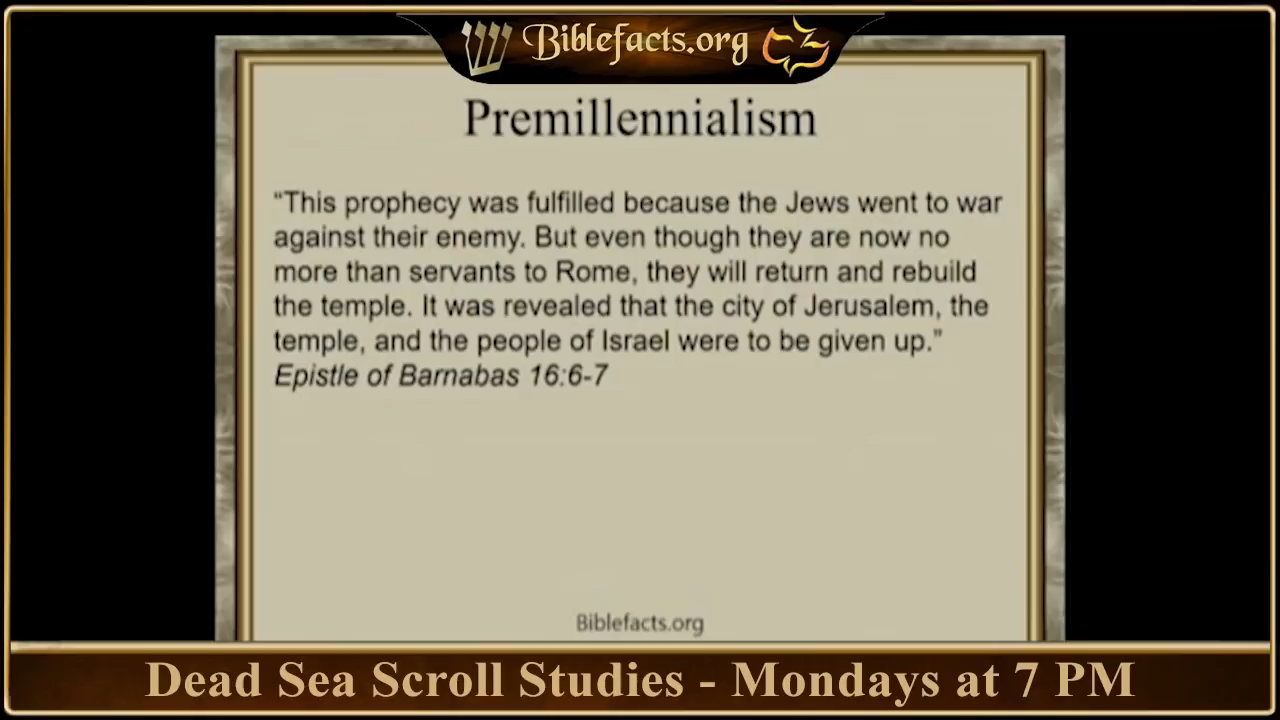 Biblefacts.org
Premillennialism
“This prophecy was fulfilled because the Jews went to war
against their enemy. But even though they are now no
more than servants to Rome, they will return and rebuild
the temple. It was revealed that the city of Jerusalem, the
temple, and the people of Israel were to be given up.”
Epistle of Barnabas 16:6-7
Biblefacts.org
Dead Sea Scroll Studies - Mondays at 7 PM